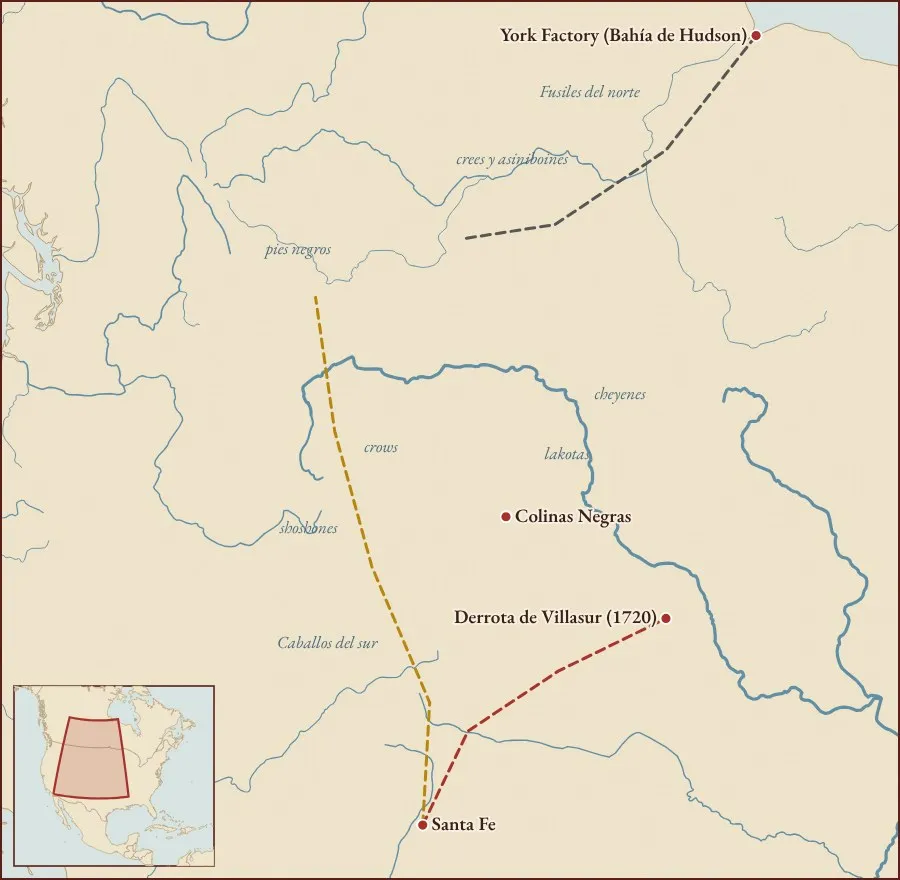 York Factory (Bahía de Hudson)
Fusiles del norte
crees y asiniboines
pies negros
cheyenes
crows
lakotas
Colinas Negras
shoshones
Derrota de Villasur (1720)
Caballos del sur
Santa Fe